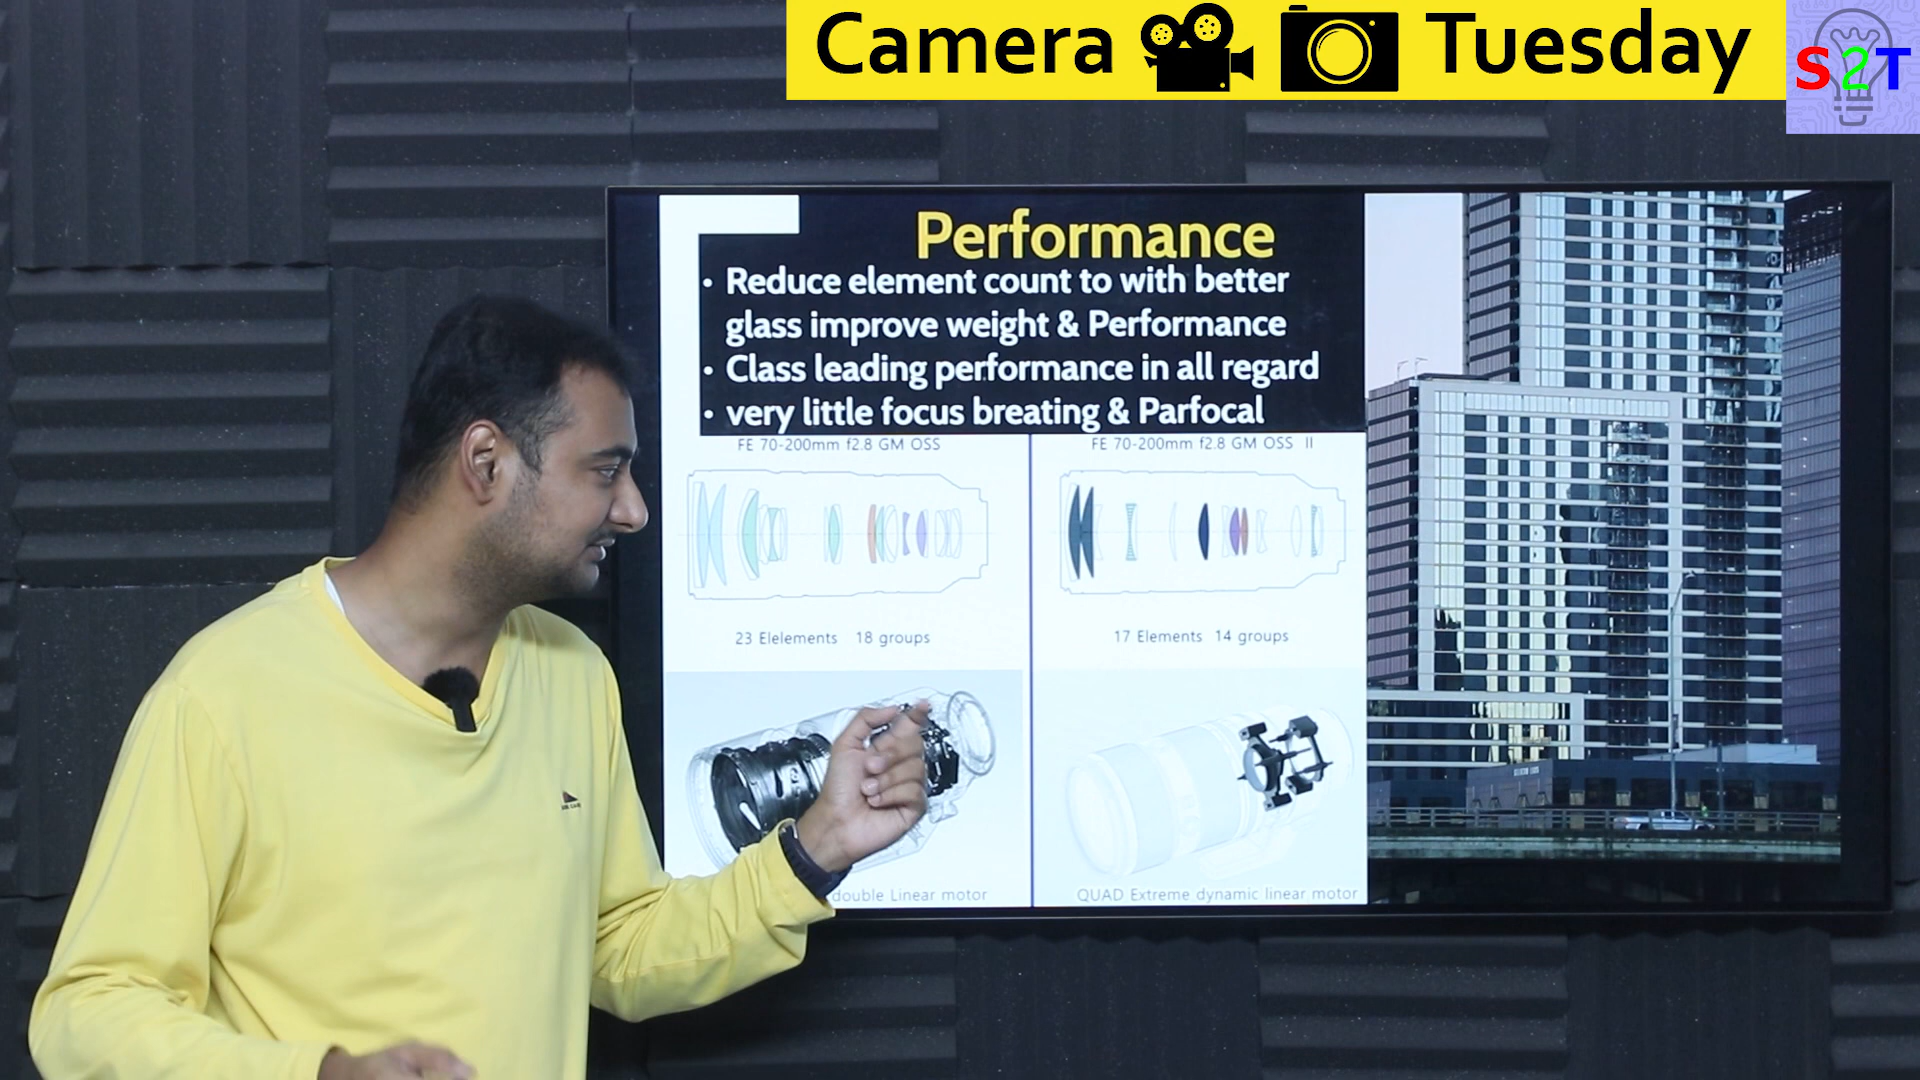 Camera Tuesday
S2T
Performance
• Reduce element count to with better
glass improve weight & Performance
• Class leading performance in all regard
• very little focus breating & Parfocal
FE 70-200mm f2.8 GM OSS
FE 70-200mm f2.8 GM OSS II
23 Elelements 18 groups
17 Elements 14 groups
double Linear motor
QUAD Extreme dynamic linear motor